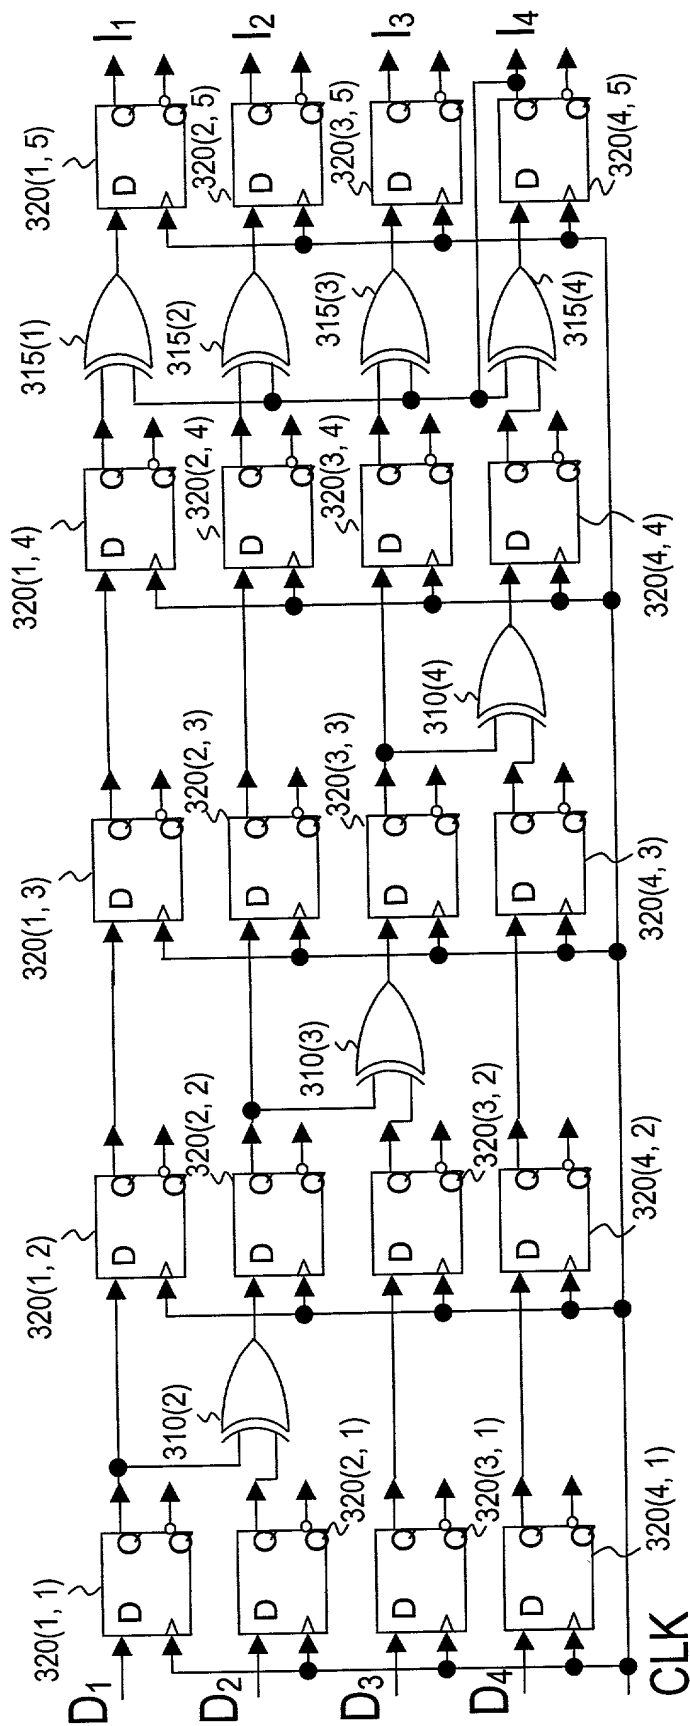 320(1, 1)
320(1, 2)
320(1, 3)
320(1, 4)
315(1)
320(1, 5)
D1
D
Q
Q
D
Q
Q
D
Q
Q
D
Q
Q
D
Q
Q
I1
310(2)
320(2, 2)
320(2, 3)
320(2, 4)
315(2)
320(2, 5)
D2
D
Q
Q
320(2, 1)
D
Q
Q
D
Q
Q
D
Q
Q
D
Q
Q
I2
310(3)
320(3, 3)
320(3, 4)
315(3)
320(3, 5)
D3
D
Q
Q
320(3, 1)
D
Q
Q
320(3, 2)
D
Q
Q
D
Q
Q
D
Q
Q
I3
310(4)
315(4)
D4
D
Q
Q
D
Q
Q
D
Q
Q
D
Q
Q
D
Q
Q
I4
320(4, 1)
320(4, 2)
320(4, 3)
320(4, 4)
320(4, 5)
CLK